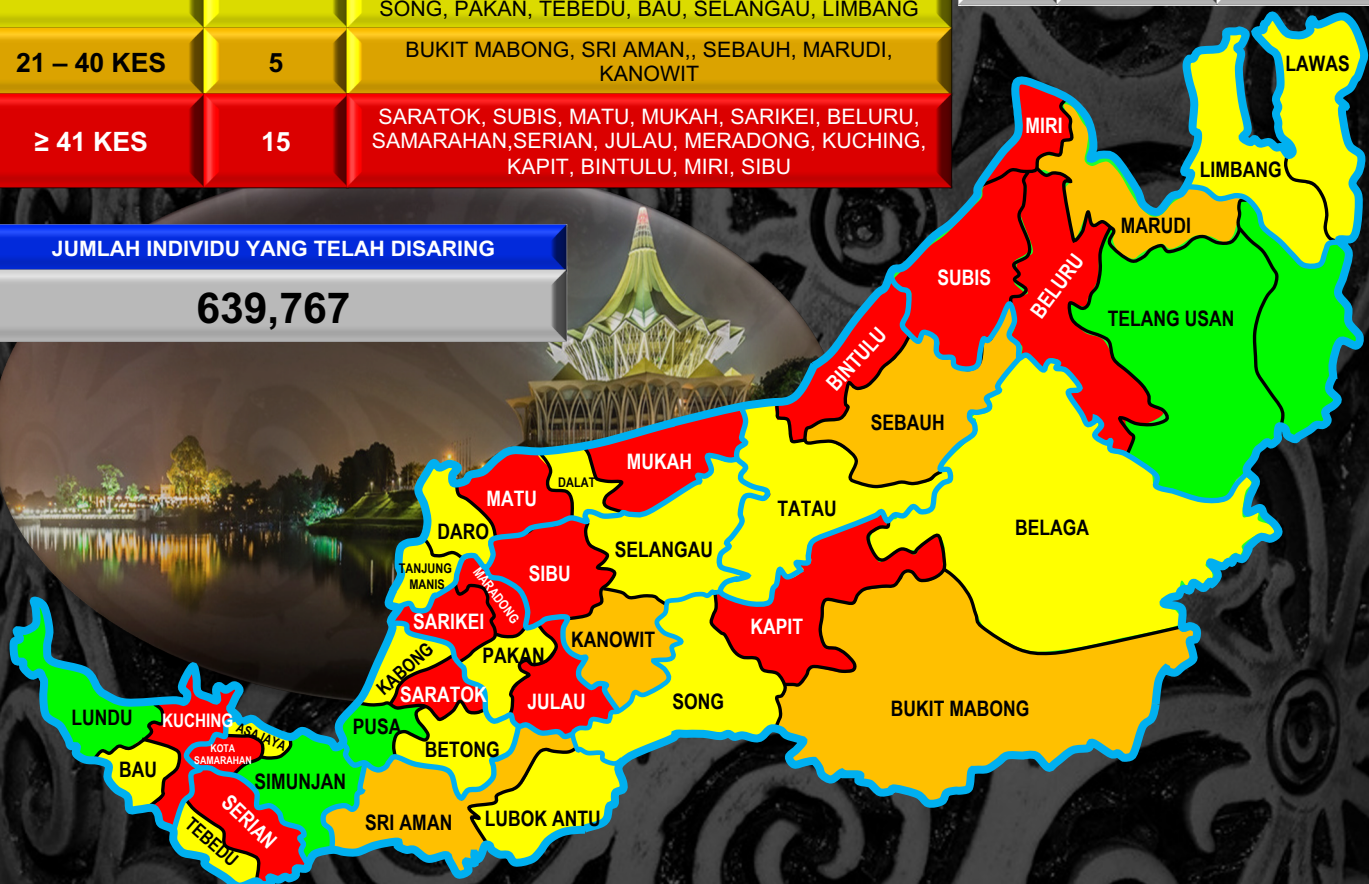 SONG, PAKAN, TEBEDU, BAU, SELANGAU, LIMBANG
21 – 40 KES
5
BUKIT MABONG, SRI AMAN,, SEBAUH, MARUDI,
KANOWIT
≥ 41 KES
15
SARATOK, SUBIS, MATU, MUKAH, SARIKEI, BELURU,
SAMARAHAN,SERIAN, JULAU, MERADONG, KUCHING,
KAPIT, BINTULU, MIRI, SIBU
JUMLAH INDIVIDU YANG TELAH DISARING
639,767
LAWAS
MIRI
LIMBANG
MARUDI
SUBIS
BELURU
TELANG USAN
BINTULU
SEBAUH
MUKAH
DALAT
MATU
TATAU
DARO
BELAGA
SELANGAU
TANJUNG
MANIS
SIBU
MARADONG
SARIKEI
KAPIT
KANOWIT
PAKAN
KABONG
SARATOK
JULAU
SONG
BUKIT MABONG
LUNDU
KUCHING
PUSA
ASAJAYA
BETONG
KOTA
SAMARAHAN
BAU
SIMUNJAN
SERIAN
SRI AMAN
LUBOK ANTU
TEBEDU